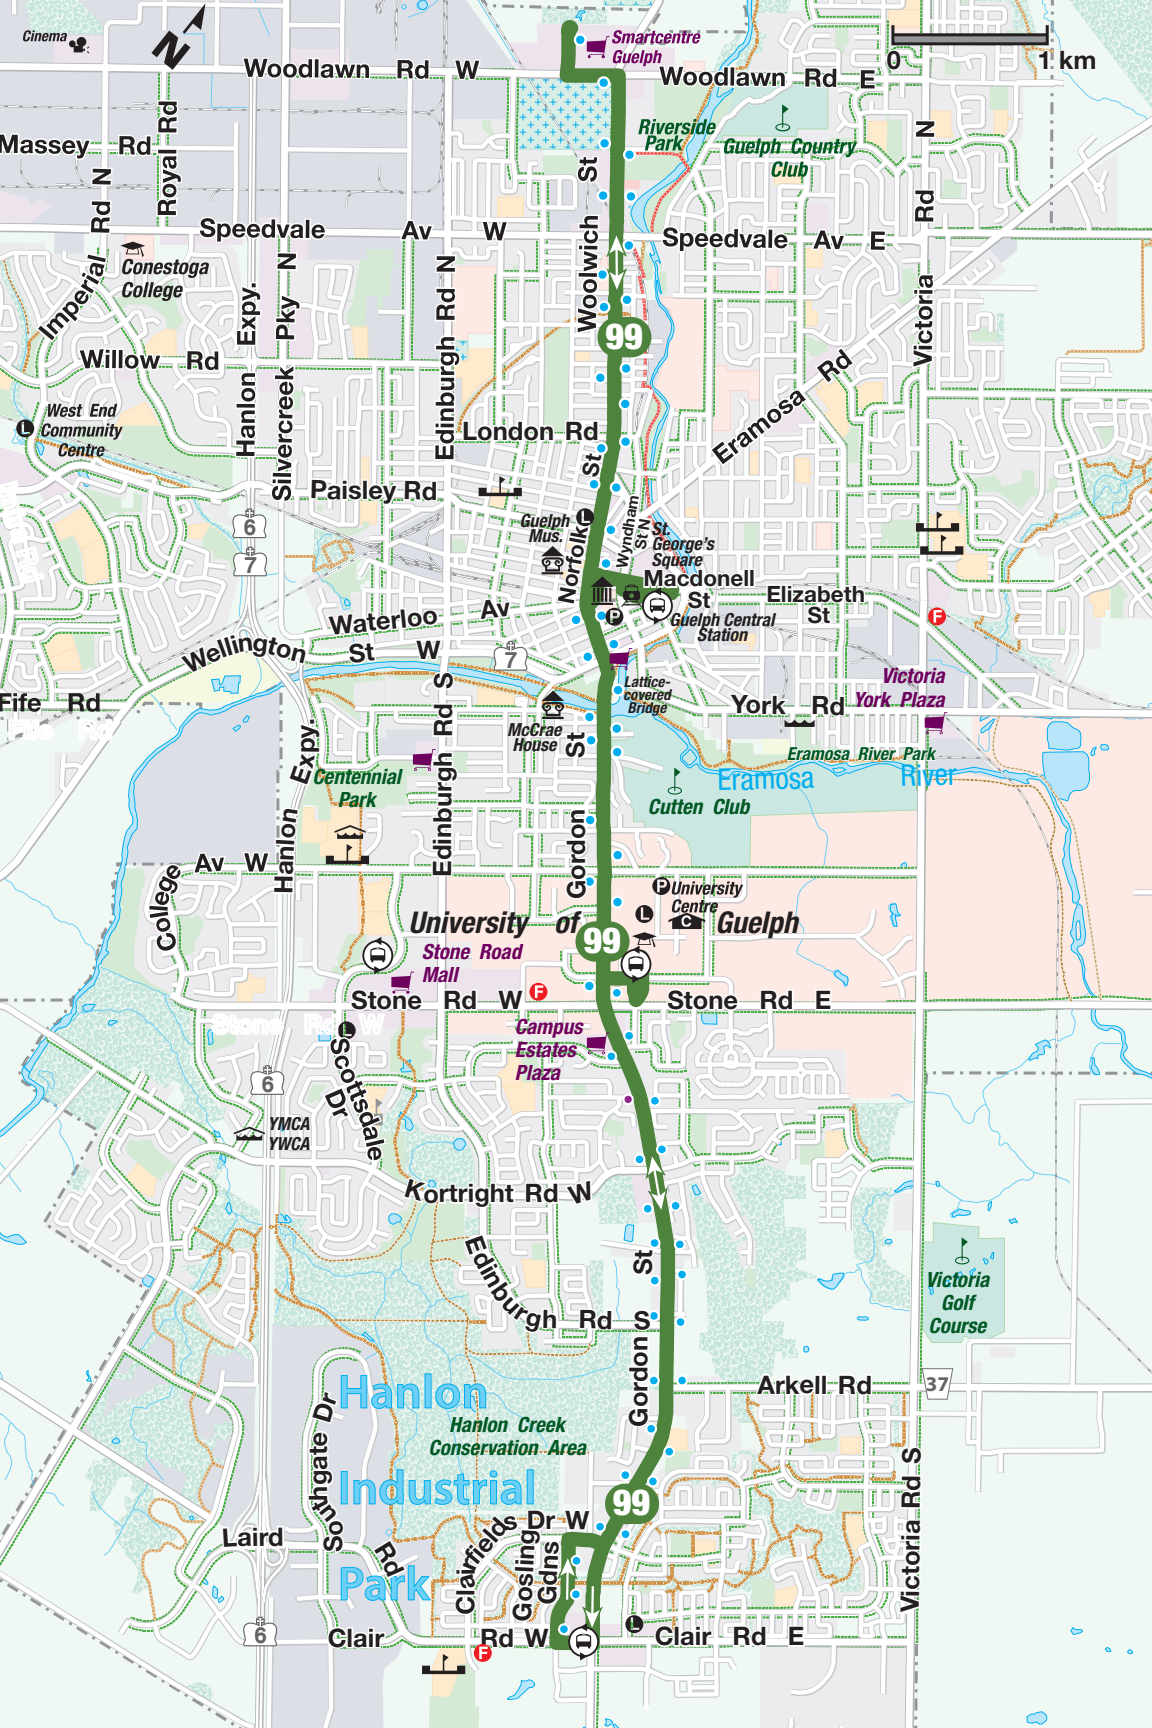 Cinema
N
Smartcentre
Guelph
0
1 km
Woodlawn Rd W
Woodlawn Rd E
Massey Rd
Royal Rd
Riverside
Park
Guelph Country
Club
St
Woolwich
Imperial Rd N
Speedvale Av W
Speedvale Av E
Victoria Rd N
Conestoga
College
Hanlon Expy.
Silvercreek Pky N
Edinburgh Rd N
99
Willow Rd
Eramosa Rd
West End
Community
Centre
L
London Rd
St
Paisley Rd
6
7
Guelph
Mus.
L
Norfolk
Wyndham
St N
St.
George's
Square
Macdonell
St
Elizabeth
St
P
Guelph Central
Station
F
Waterloo Av
Wellington St W
7
Fife Rd
Fife Rd
Lattice-
covered
Bridge
Victoria
York Plaza
York Rd
McCrae
House
Eramosa River Park
Eramosa River
Expy.
Hanlon
Centennial
Park
Edinburgh Rd S
Gordon St
Cutten Club
College Av W
P
University
Centre
L
University of Guelph
99
Stone Road
Mall
F
Stone Rd W
Stone Rd E
Stone Rd W
L
Campus
Estates
Plaza
Scottsdale
Dr
6
YMCA
YWCA
Kortright Rd W
Edinburgh Rd S
Gordon St
Victoria
Golf
Course
Arkell Rd
37
Hanlon
Industrial
Park
Hanlon Creek
Conservation Area
Southgate Dr
Victoria Rd S
99
Laird Rd
Clairfields Dr W
Gosling
Gdns
6
Clair Rd W
F
L
Clair Rd E